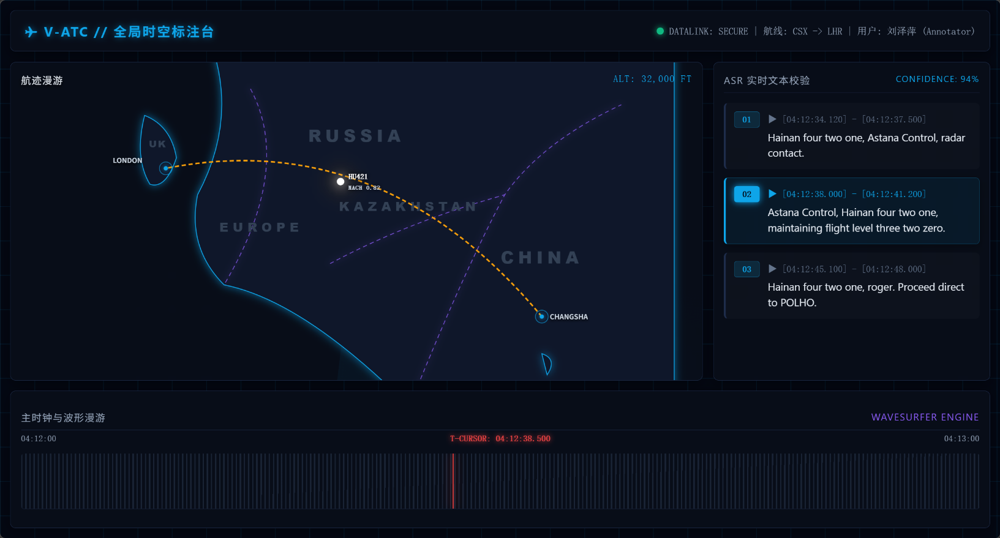 ✈ V-ATC // 全局时空标注台
DATALINK: SECURE | 航线: CSX -> LHR | 用户: 刘泽萍 (Annotator)
航迹漫游
ALT: 32,000 FT
RUSSIA
UK
LONDON
HU421
MACH 0.82
KAZAKHSTAN
EUROPE
CHINA
CHANGSHA
ASR 实时文本校验
CONFIDENCE: 94%
01 ▶ [04:12:34.120] - [04:12:37.500]
Hainan four two one, Astana Control, radar
contact.
02 ▶ [04:12:38.000] - [04:12:41.200]
Astana Control, Hainan four two one,
maintaining flight level three two zero.
03 ▶ [04:12:45.100] - [04:12:48.000]
Hainan four two one, roger. Proceed direct
to POLHO.
主时钟与波形漫游
WAVESURFER ENGINE
04:12:00
T-CURSOR: 04:12:38.500
04:13:00